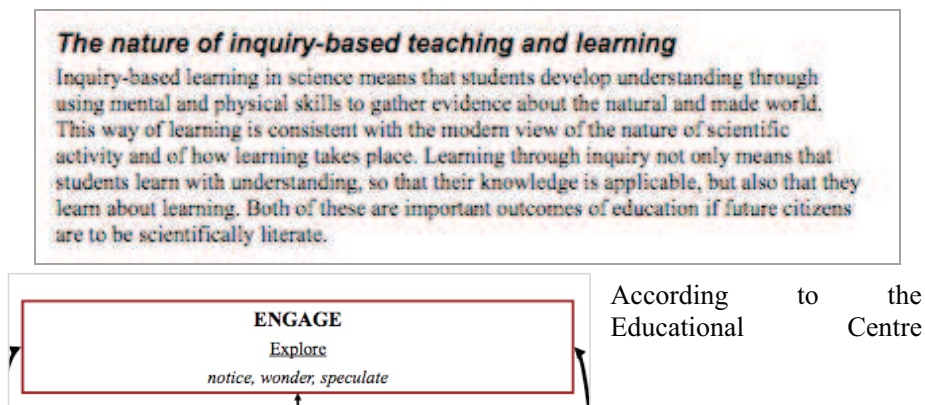 The nature of inquiry-based teaching and learning
Inquiry-based learning in science means that students develop understanding through
using mental and physical skills to gather evidence about the natural and made world.
This way of learning is consistent with the modern view of the nature of scientific
activity and of how learning takes place. Learning through inquiry not only means that
students learn with understanding, so that their knowledge is applicable, but also that they
learn about learning. Both of these are important outcomes of education if future citizens
are to be scientifically literate.
ENGAGE
Explore
notice, wonder, speculate
According to the
Educational Centre